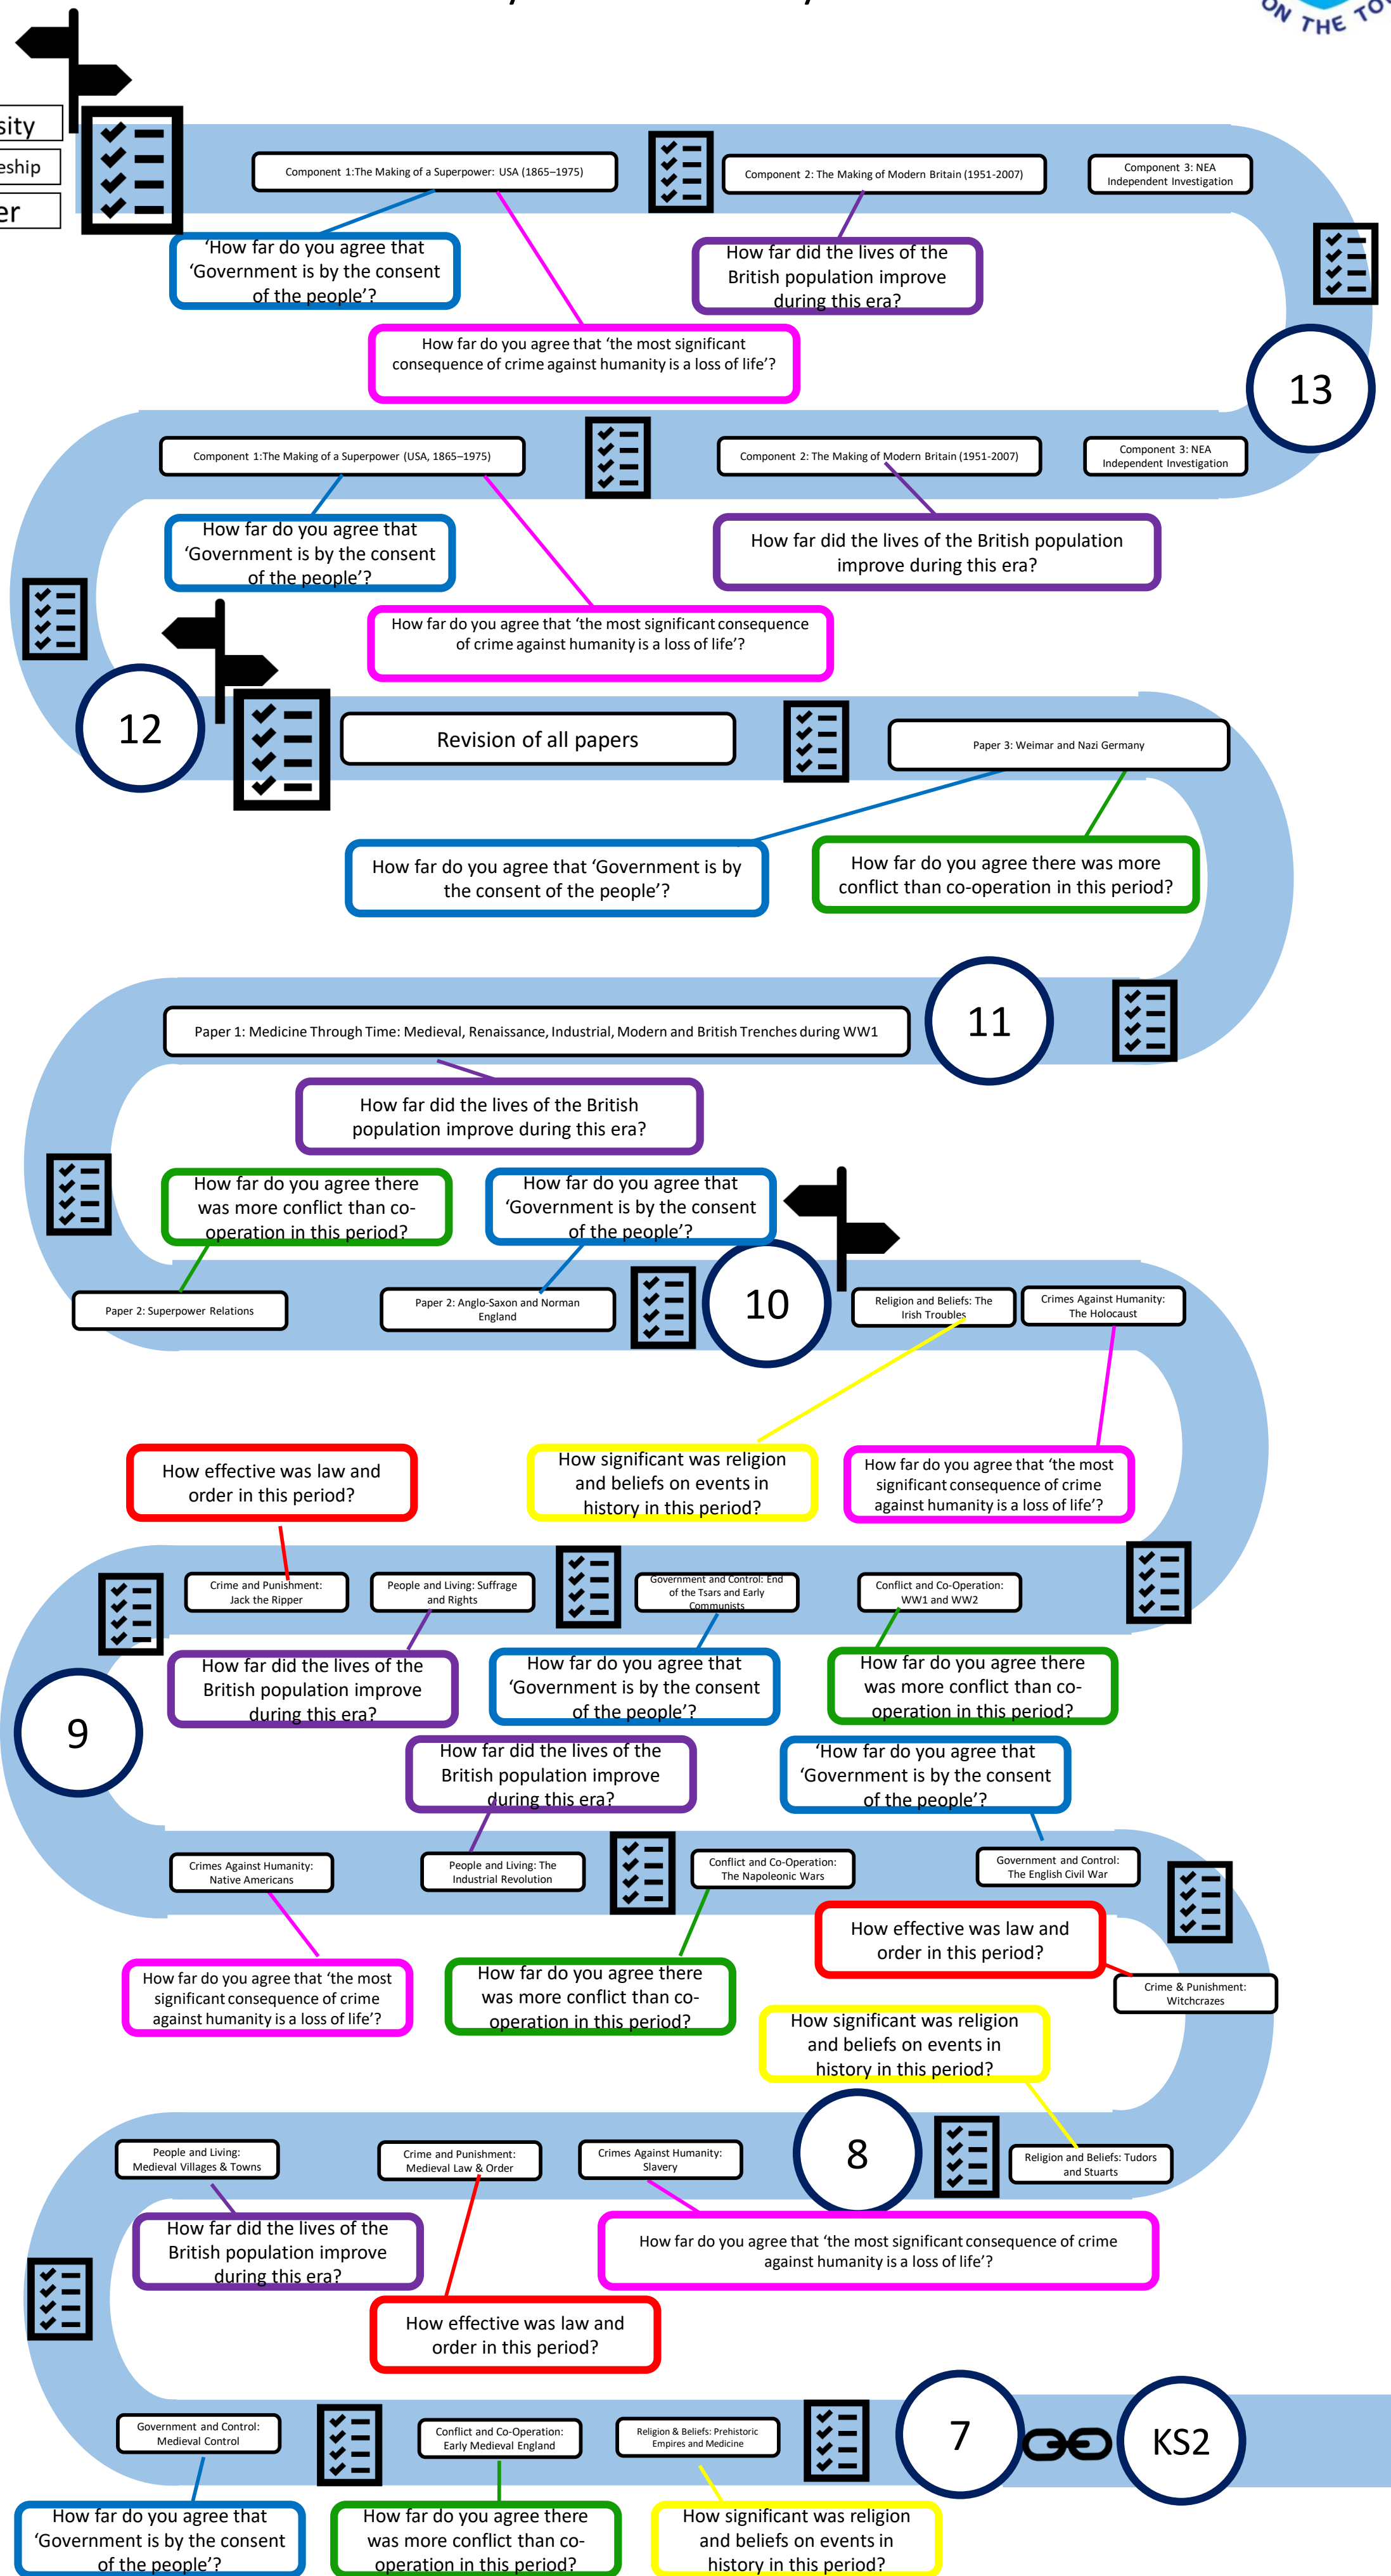 ON THE
sity
eship
er
Component 1:The Making of a Superpower: USA (1865–1975)
Component 2: The Making of Modern Britain (1951-2007)
Component 3: NEA
Independent Investigation
‘How far do you agree that
‘Government is by the consent
of the people’?
How far did the lives of the
British population improve
during this era?
How far do you agree that ‘the most significant
consequence of crime against humanity is a loss of life’?
13
Component 1:The Making of a Superpower (USA, 1865–1975)
Component 2: The Making of Modern Britain (1951-2007)
Component 3: NEA
Independent Investigation
How far do you agree that
‘Government is by the consent
of the people’?
How far did the lives of the British population
improve during this era?
How far do you agree that ‘the most significant consequence
of crime against humanity is a loss of life’?
12
Revision of all papers
Paper 3: Weimar and Nazi Germany
How far do you agree that ‘Government is by
the consent of the people’?
How far do you agree there was more
conflict than co-operation in this period?
Paper 1: Medicine Through Time: Medieval, Renaissance, Industrial, Modern and British Trenches during WW1
11
How far did the lives of the British
population improve during this era?
How far do you agree there
was more conflict than co-
operation in this period?
How far do you agree that
‘Government is by the consent
of the people’?
Paper 2: Superpower Relations
Paper 2: Anglo-Saxon and Norman
England
10
Religion and Beliefs: The
Irish Troubles
Crimes Against Humanity:
The Holocaust
How effective was law and
order in this period?
How significant was religion
and beliefs on events in
history in this period?
How far do you agree that ‘the most
significant consequence of crime
against humanity is a loss of life’?
Crime and Punishment:
Jack the Ripper
People and Living: Suffrage
and Rights
Government and Control: End
of the Tsars and Early
Communists
Conflict and Co-Operation:
WW1 and WW2
How far did the lives of the
British population improve
during this era?
How far do you agree that
‘Government is by the consent
of the people’?
How far do you agree there
was more conflict than co-
operation in this period?
9
How far did the lives of the
British population improve
during this era?
‘How far do you agree that
‘Government is by the consent
of the people’?
Crimes Against Humanity:
Native Americans
People and Living: The
Industrial Revolution
Conflict and Co-Operation:
The Napoleonic Wars
Government and Control:
The English Civil War
How effective was law and
order in this period?
Crime & Punishment:
Witchcrazes
How far do you agree that ‘the most
significant consequence of crime
against humanity is a loss of life’?
How far do you agree there
was more conflict than co-
operation in this period?
How significant was religion
and beliefs on events in
history in this period?
People and Living:
Medieval Villages & Towns
Crime and Punishment:
Medieval Law & Order
Crimes Against Humanity:
Slavery
8
Religion and Beliefs: Tudors
and Stuarts
How far did the lives of the
British population improve
during this era?
How far do you agree that ‘the most significant consequence of crime
against humanity is a loss of life’?
How effective was law and
order in this period?
Government and Control:
Medieval Control
Conflict and Co-Operation:
Early Medieval England
Religion & Beliefs: Prehistoric
Empires and Medicine
7
KS2
How far do you agree that
‘Government is by the consent
of the people’?
How far do you agree there
was more conflict than co-
operation in this period?
How significant was religion
and beliefs on events in
history in this period?